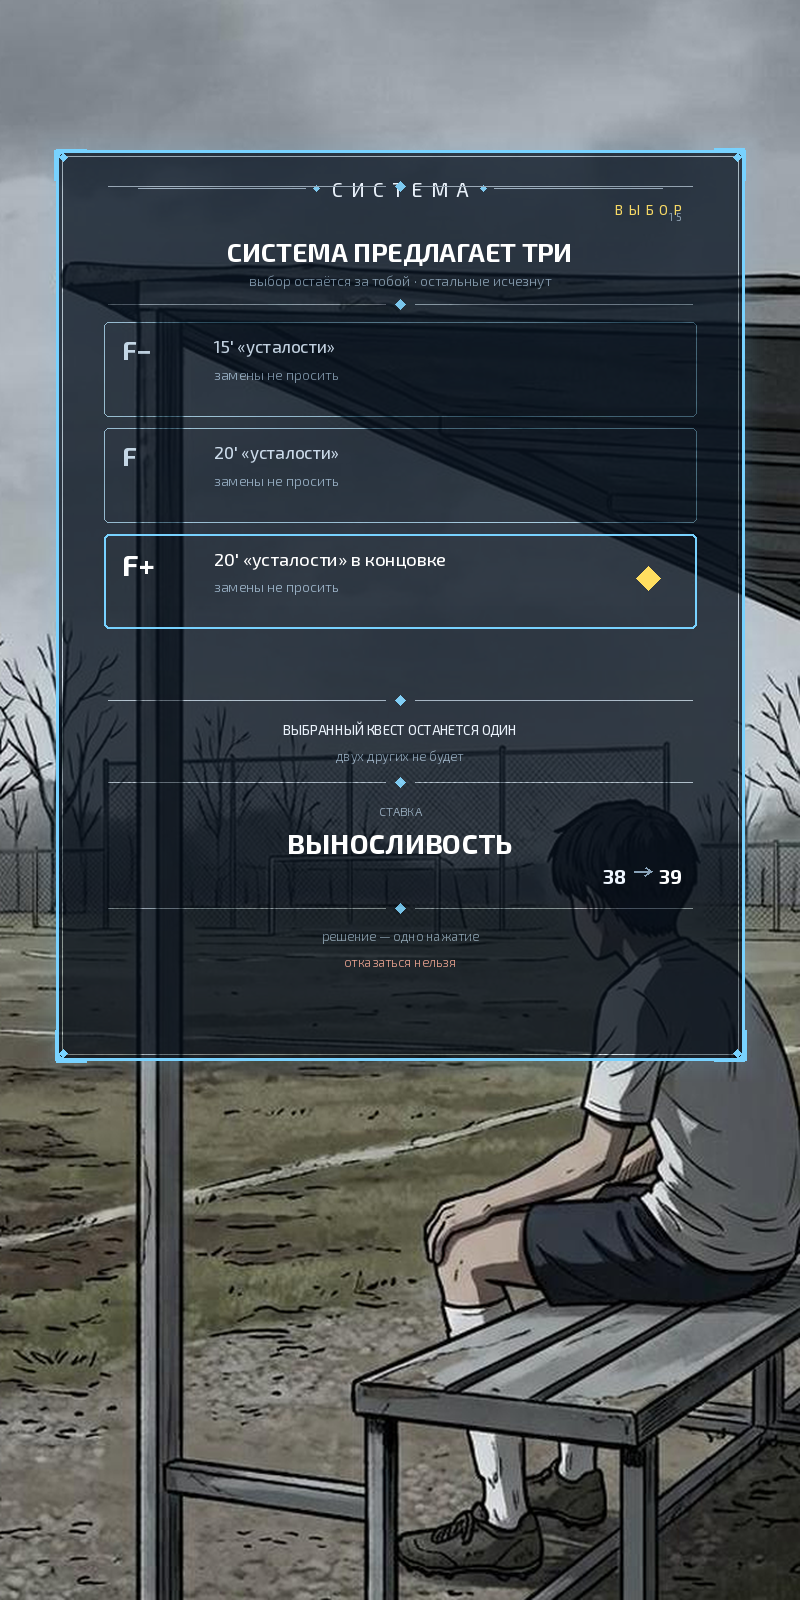 СИСТЕМА
ВЫБОР
15
СИСТЕМА ПРЕДЛАГАЕТ ТРИ
выбор остаётся за тобой · остальные исчезнут
F−
15' «усталости»
замены не просить
F
20' «усталости»
замены не просить
F+
20' «усталости» в концовке
замены не просить
ВЫБРАННЫЙ КВЕСТ ОСТАНЕТСЯ ОДИН
двух других не будет
СТАВКА
ВЫНОСЛИВОСТЬ
38 → 39
решение — одно нажатие
отказаться нельзя